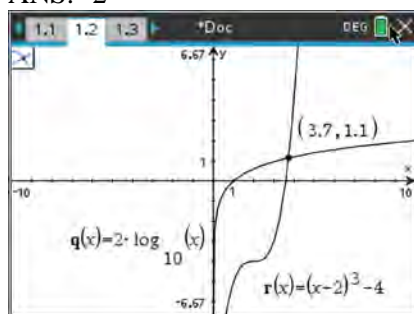 ANS: 2
1.1 1.2 1.3 *Doc DEG
6.67 y
(3.7,1.1)
1
x
-10 1 10
q(x)=2·log₁₀(x)
r(x)=(x-2)³-4
-6.67